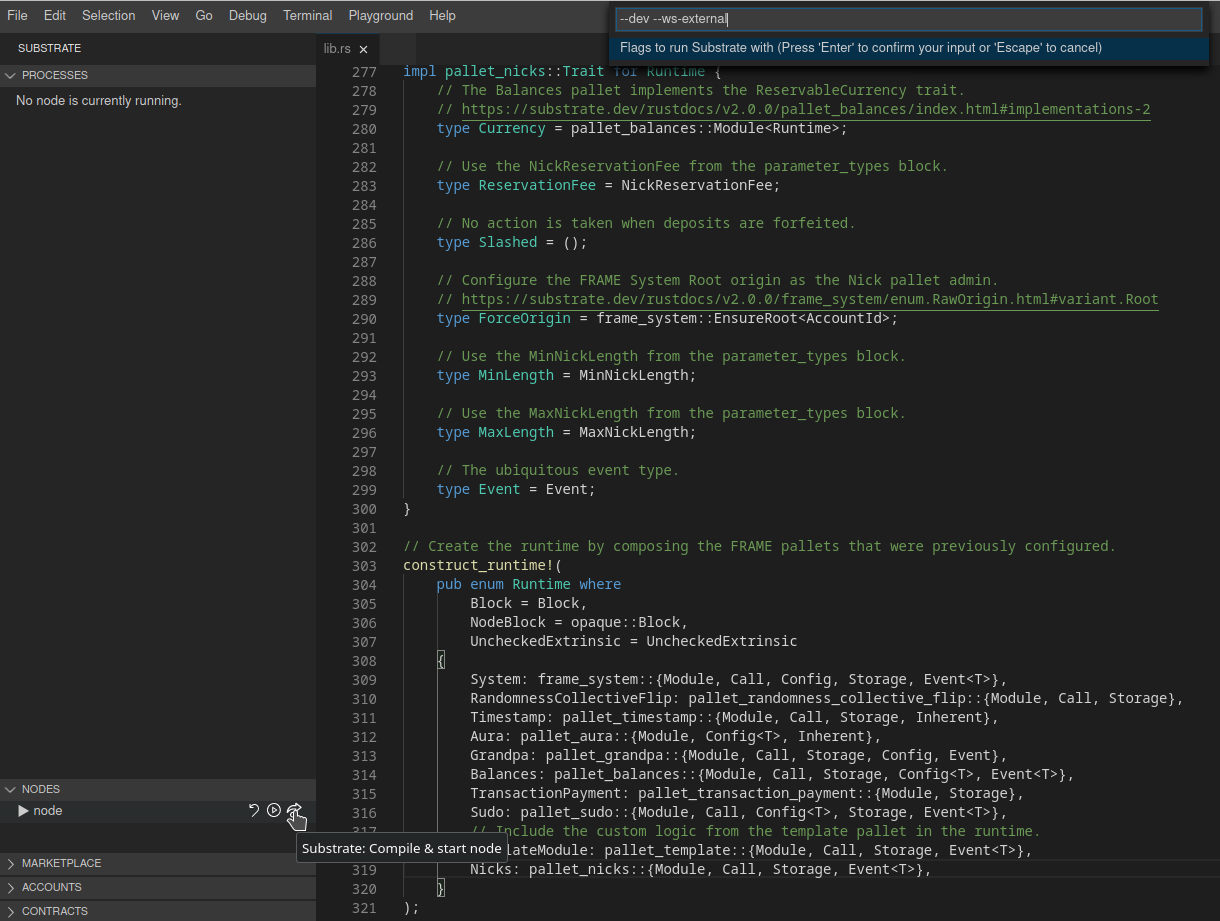 File Edit Selection View Go Debug Terminal Playground Help
--dev --ws-external
Flags to run Substrate with (Press 'Enter' to confirm your input or 'Escape' to cancel)
SUBSTRATE
PROCESSES
No node is currently running.
NODES
node
Substrate: Compile & start node
MARKETPLACE
ACCOUNTS
CONTRACTS
lib.rs
277 impl pallet_nicks::Trait for Runtime {
278 // The Balances pallet implements the ReservableCurrency trait.
279 // https://substrate.dev/rustdocs/v2.0.0/pallet_balances/index.html#implementations-2
280 type Currency = pallet_balances::Module<Runtime>;
281
282 // Use the NickReservationFee from the parameter_types block.
283 type ReservationFee = NickReservationFee;
284
285 // No action is taken when deposits are forfeited.
286 type Slashed = ();
287
288 // Configure the FRAME System Root origin as the Nick pallet admin.
289 // https://substrate.dev/rustdocs/v2.0.0/frame_system/enum.RawOrigin.html#variant.Root
290 type ForceOrigin = frame_system::EnsureRoot<AccountId>;
291
292 // Use the MinNickLength from the parameter_types block.
293 type MinLength = MinNickLength;
294
295 // Use the MaxNickLength from the parameter_types block.
296 type MaxLength = MaxNickLength;
297
298 // The ubiquitous event type.
299 type Event = Event;
300 }
301
302 // Create the runtime by composing the FRAME pallets that were previously configured.
303 construct_runtime!(
304 pub enum Runtime where
305 Block = Block,
306 NodeBlock = opaque::Block,
307 UncheckedExtrinsic = UncheckedExtrinsic
308 {
309 System: frame_system::{Module, Call, Config, Storage, Event<T>},
310 RandomnessCollectiveFlip: pallet_randomness_collective_flip::{Module, Call, Storage},
311 Timestamp: pallet_timestamp::{Module, Call, Storage, Inherent},
312 Aura: pallet_aura::{Module, Config<T>, Inherent},
313 Grandpa: pallet_grandpa::{Module, Call, Storage, Config, Event},
314 Balances: pallet_balances::{Module, Call, Storage, Config<T>, Event<T>},
315 TransactionPayment: pallet_transaction_payment::{Module, Storage},
316 Sudo: pallet_sudo::{Module, Call, Config<T>, Storage, Event<T>},
317 // Include the custom logic from the template pallet in the runtime.
lateModule: pallet_template::{Module, Call, Storage, Event<T>},
319 Nicks: pallet_nicks::{Module, Call, Storage, Event<T>},
320 }
321 );